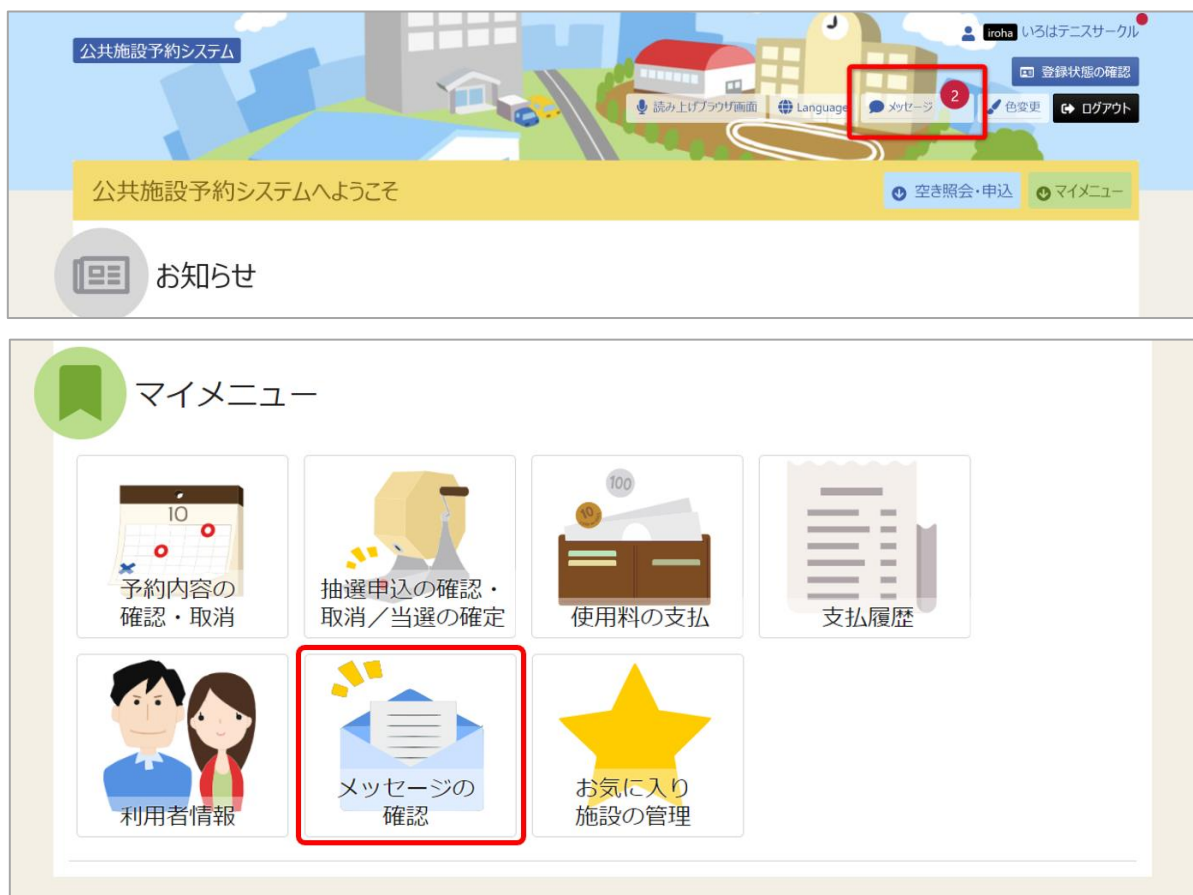 公共施設予約システム
iroha いろはテニスサークル
登録状態の確認
読み上げブラウザ画面 Language メッセージ 2 色変更 ログアウト
公共施設予約システムへようこそ
空き照会・申込 マイメニュー
お知らせ
マイメニュー
10
予約内容の
確認・取消
抽選申込の確認・
取消／当選の確定
100
10
使用料の支払
支払履歴
利用者情報
メッセージの
確認
お気に入り
施設の管理